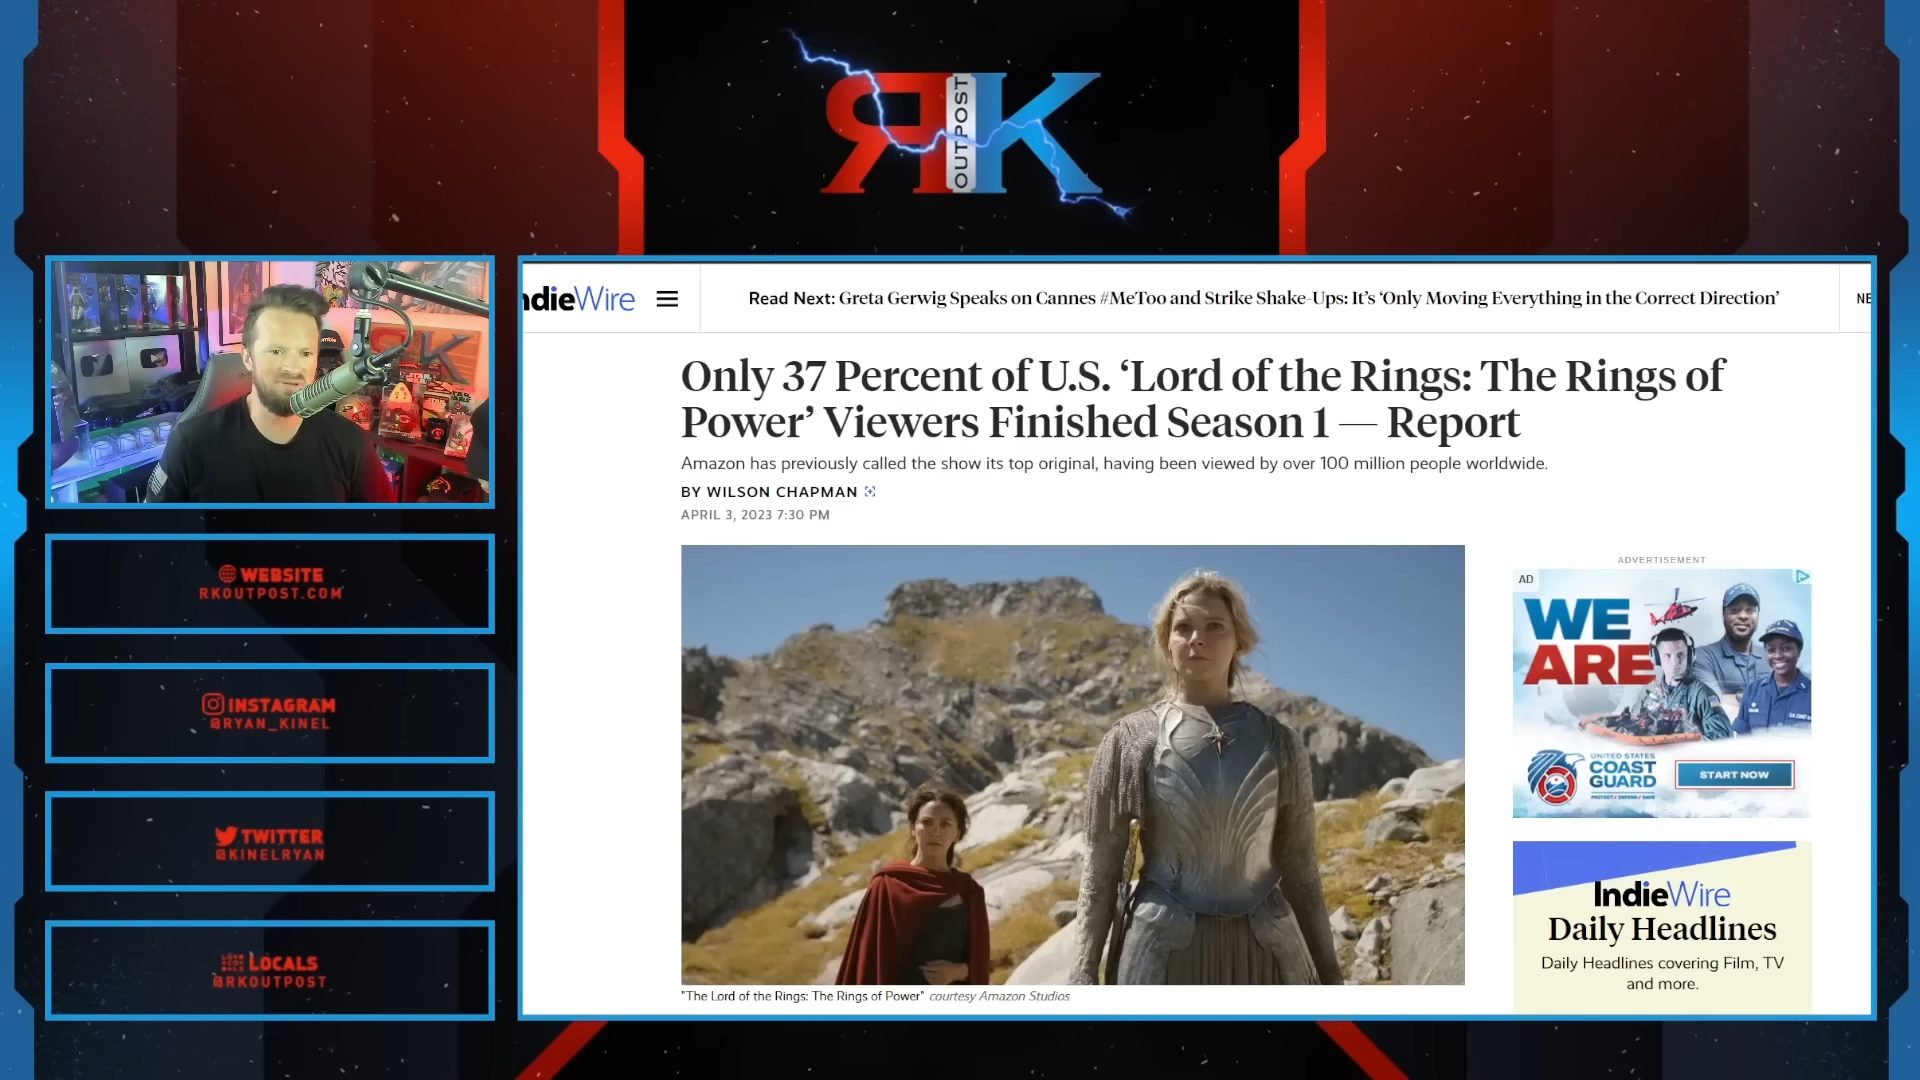 RK
OUTPOST
WEBSITE
RKOUTPOST.COM
INSTAGRAM
@RYAN_KINEL
TWITTER
@KINELRYAN
LOCALS
@RKOUTPOST
ndieWire
Read Next: Greta Gerwig Speaks on Cannes #MeToo and Strike Shake-Ups: It’s ‘Only Moving Everything in the Correct Direction’
NE
Only 37 Percent of U.S. ‘Lord of the Rings: The Rings of
Power’ Viewers Finished Season 1 — Report
Amazon has previously called the show its top original, having been viewed by over 100 million people worldwide.
BY WILSON CHAPMAN
APRIL 3, 2023 7:30 PM
"The Lord of the Rings: The Rings of Power" courtesy Amazon Studios
ADVERTISEMENT
AD
WE
ARE
UNITED STATES
COAST
GUARD
PROTECT / DEFEND / SAVE
START NOW
IndieWire
Daily Headlines
Daily Headlines covering Film, TV
and more.